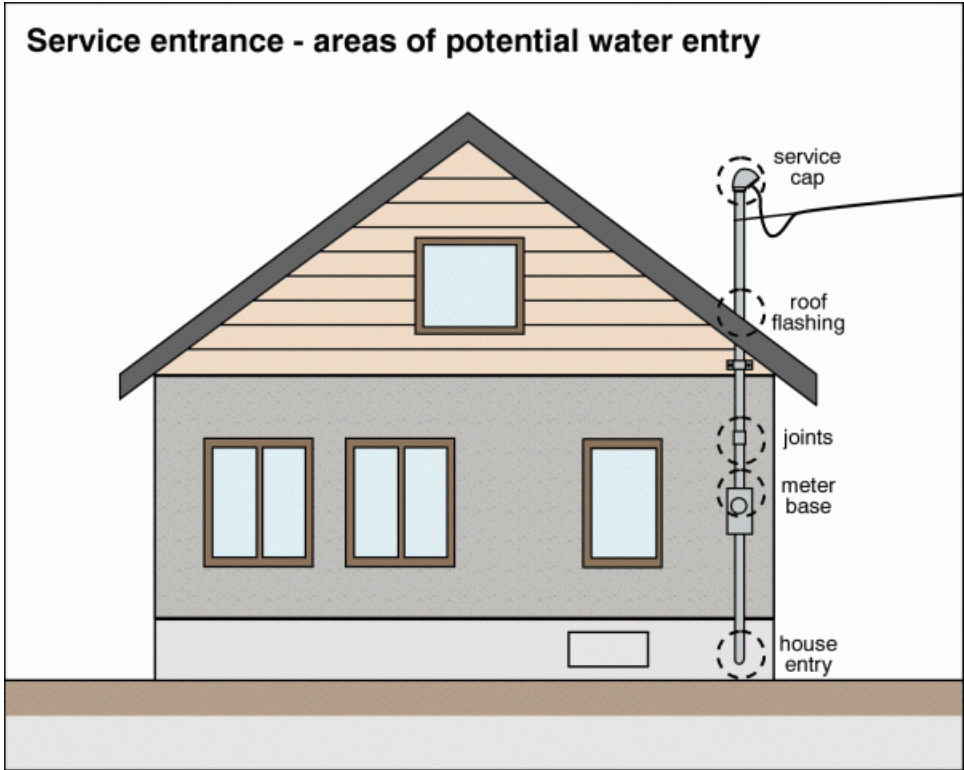 Service entrance - areas of potential water entry
service
cap
roof
flashing
joints
meter
base
house
entry